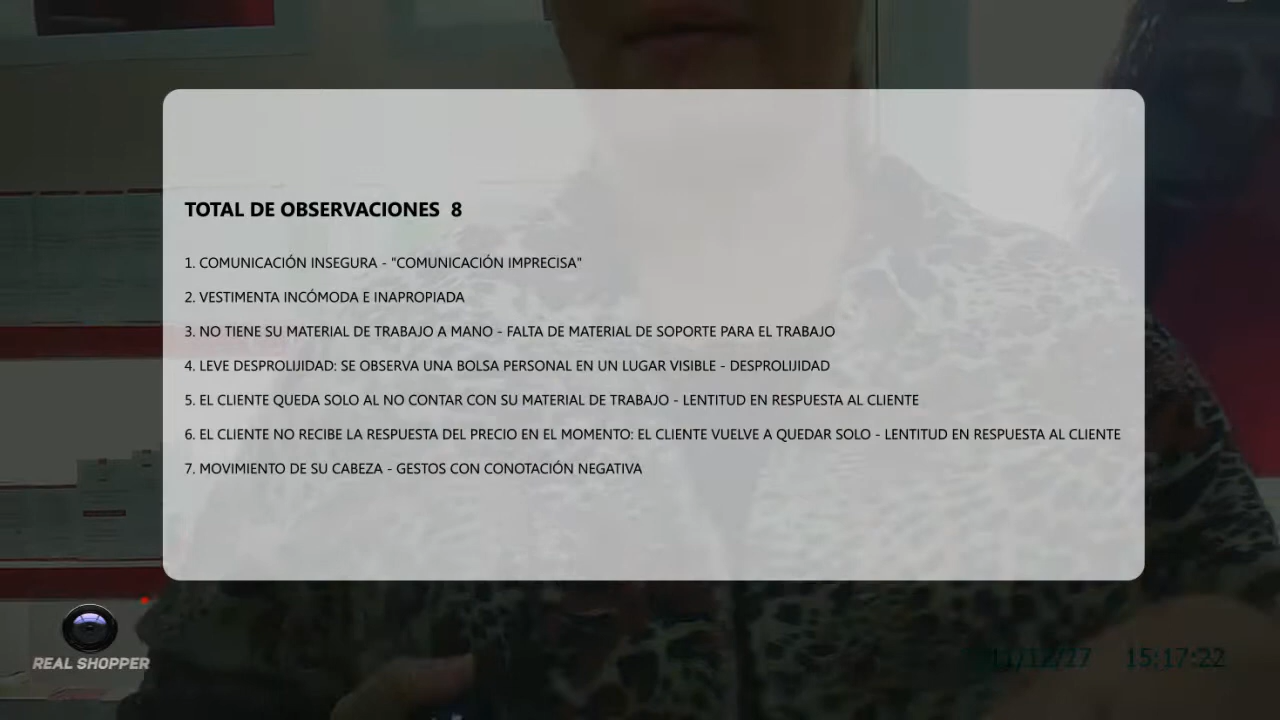 TOTAL DE OBSERVACIONES 8
1. COMUNICACIÓN INSEGURA - "COMUNICACIÓN IMPRECISA"
2. VESTIMENTA INCÓMODA E INAPROPIADA
3. NO TIENE SU MATERIAL DE TRABAJO A MANO - FALTA DE MATERIAL DE SOPORTE PARA EL TRABAJO
4. LEVE DESPROLIJIDAD: SE OBSERVA UNA BOLSA PERSONAL EN UN LUGAR VISIBLE - DESPROLIJIDAD
5. EL CLIENTE QUEDA SOLO AL NO CONTAR CON SU MATERIAL DE TRABAJO - LENTITUD EN RESPUESTA AL CLIENTE
6. EL CLIENTE NO RECIBE LA RESPUESTA DEL PRECIO EN EL MOMENTO: EL CLIENTE VUELVE A QUEDAR SOLO - LENTITUD EN RESPUESTA AL CLIENTE
7. MOVIMIENTO DE SU CABEZA - GESTOS CON CONOTACIÓN NEGATIVA
REAL SHOPPER
15:17:22